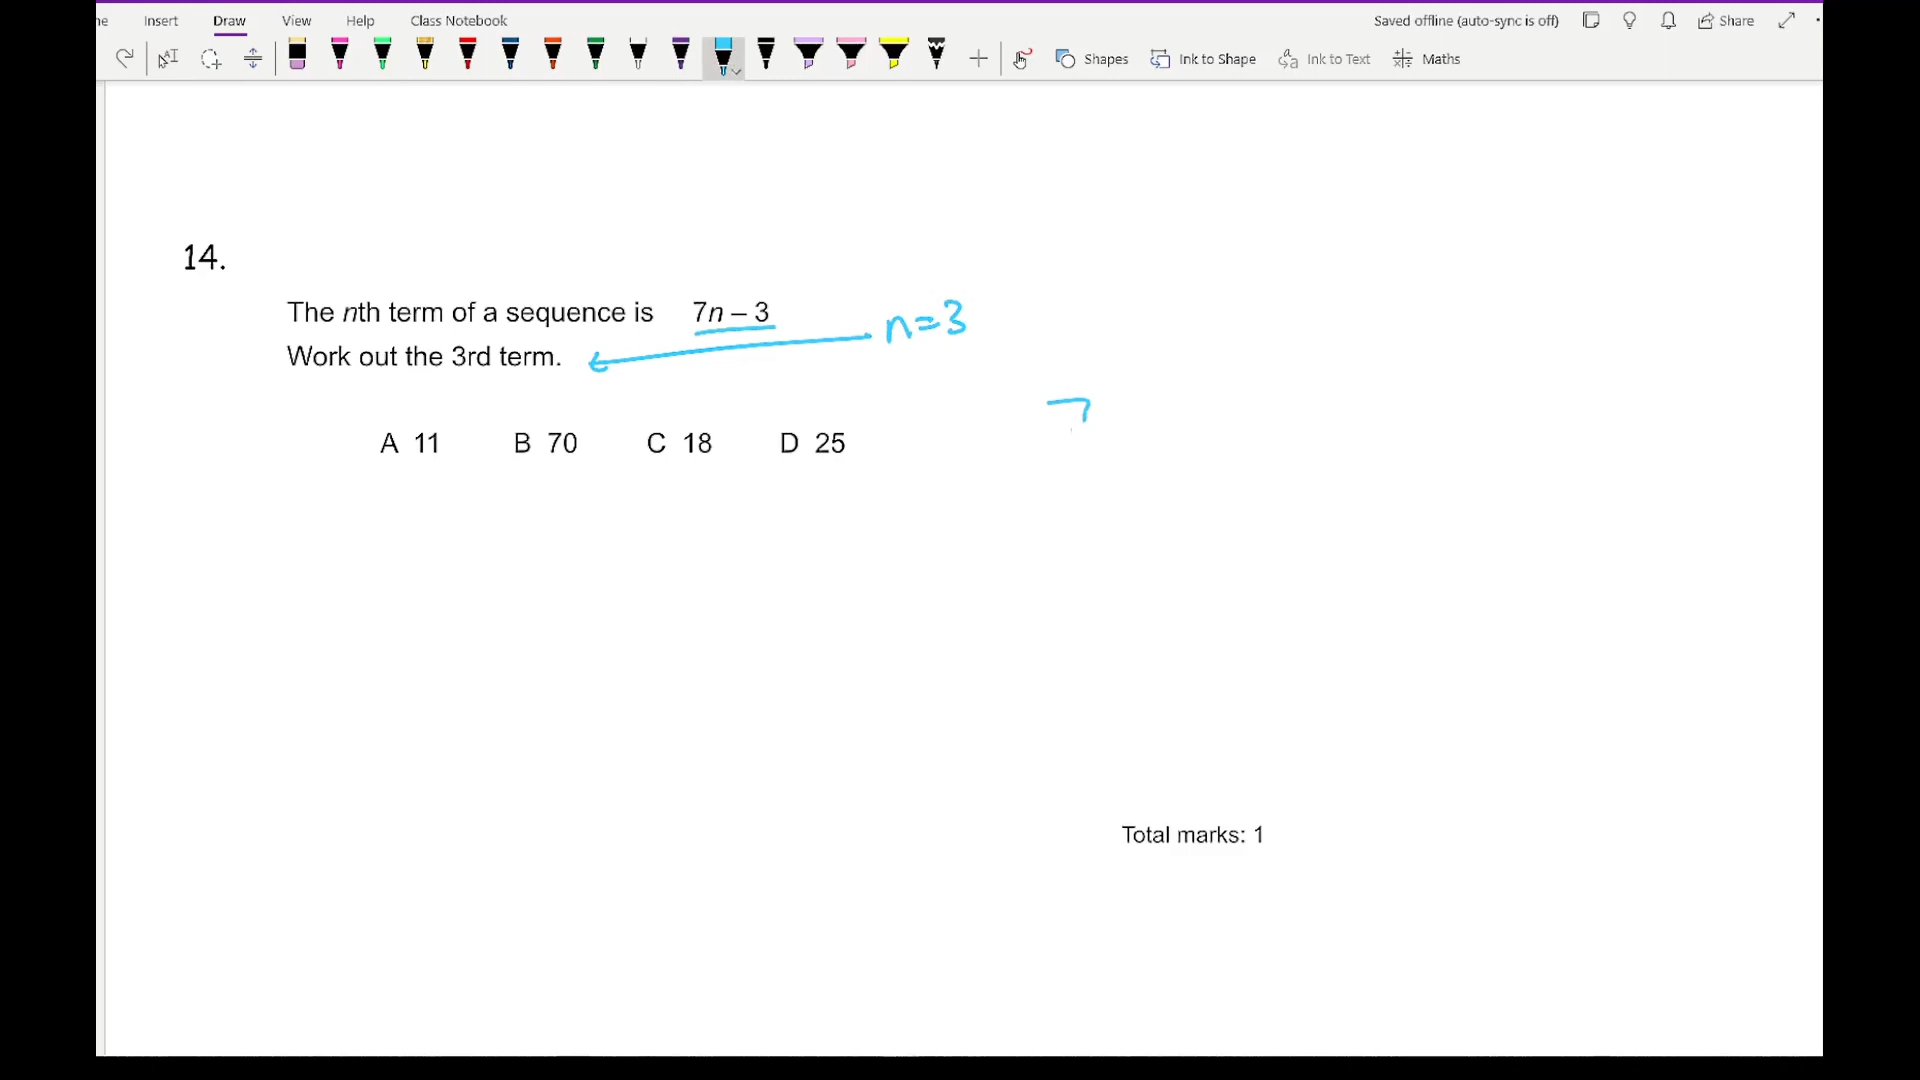 ne Insert Draw View Help Class Notebook Saved offline (auto-sync is off) Share
Shapes Ink to Shape Ink to Text Maths
14.
The nth term of a sequence is 7n – 3
n=3
Work out the 3rd term.
7
A 11 B 70 C 18 D 25
Total marks: 1